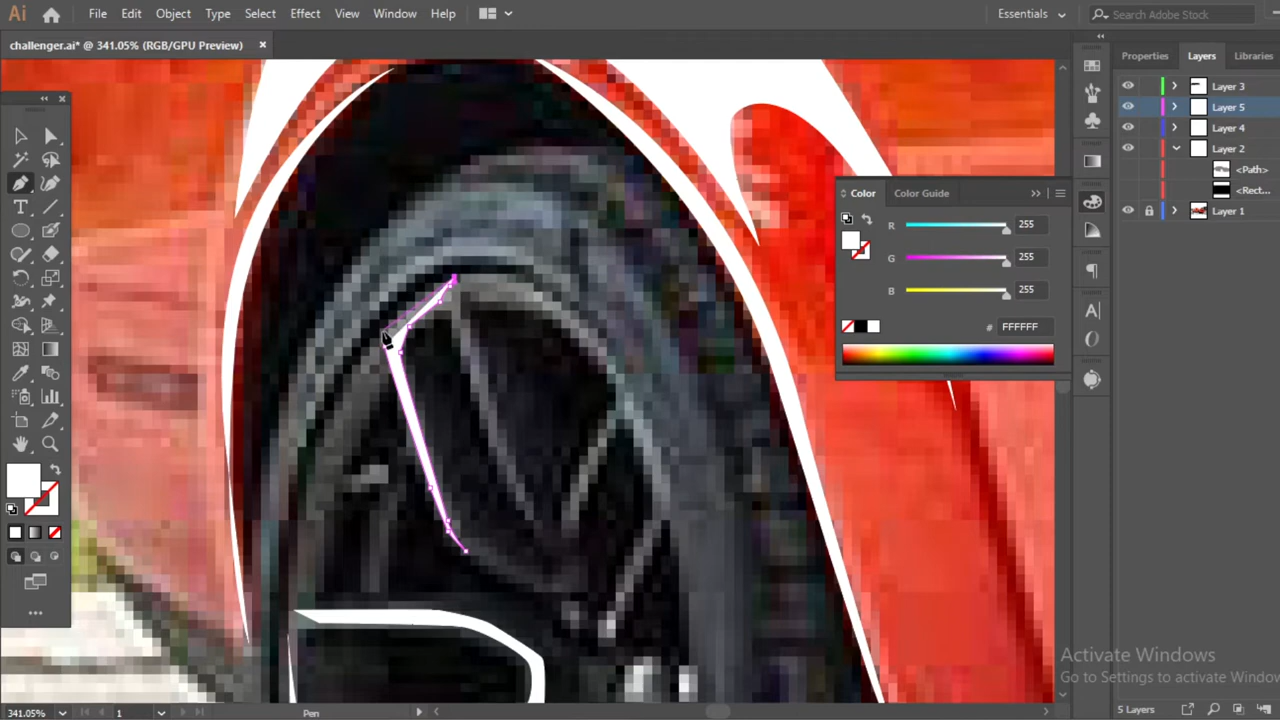 Ai File Edit Object Type Select Effect View Window Help Essentials Search Adobe Stock
challenger.ai* @ 341.05% (RGB/GPU Preview) ×
Properties Layers Libraries
Layer 3
Layer 5
Layer 4
Layer 2
<Path>
<Rect...
Layer 1
Color Color Guide
R 255
G 255
B 255
# FFFFFF
Activate Windows
Go to Settings to activate Window
341.05% 1 Pen 5 Layers